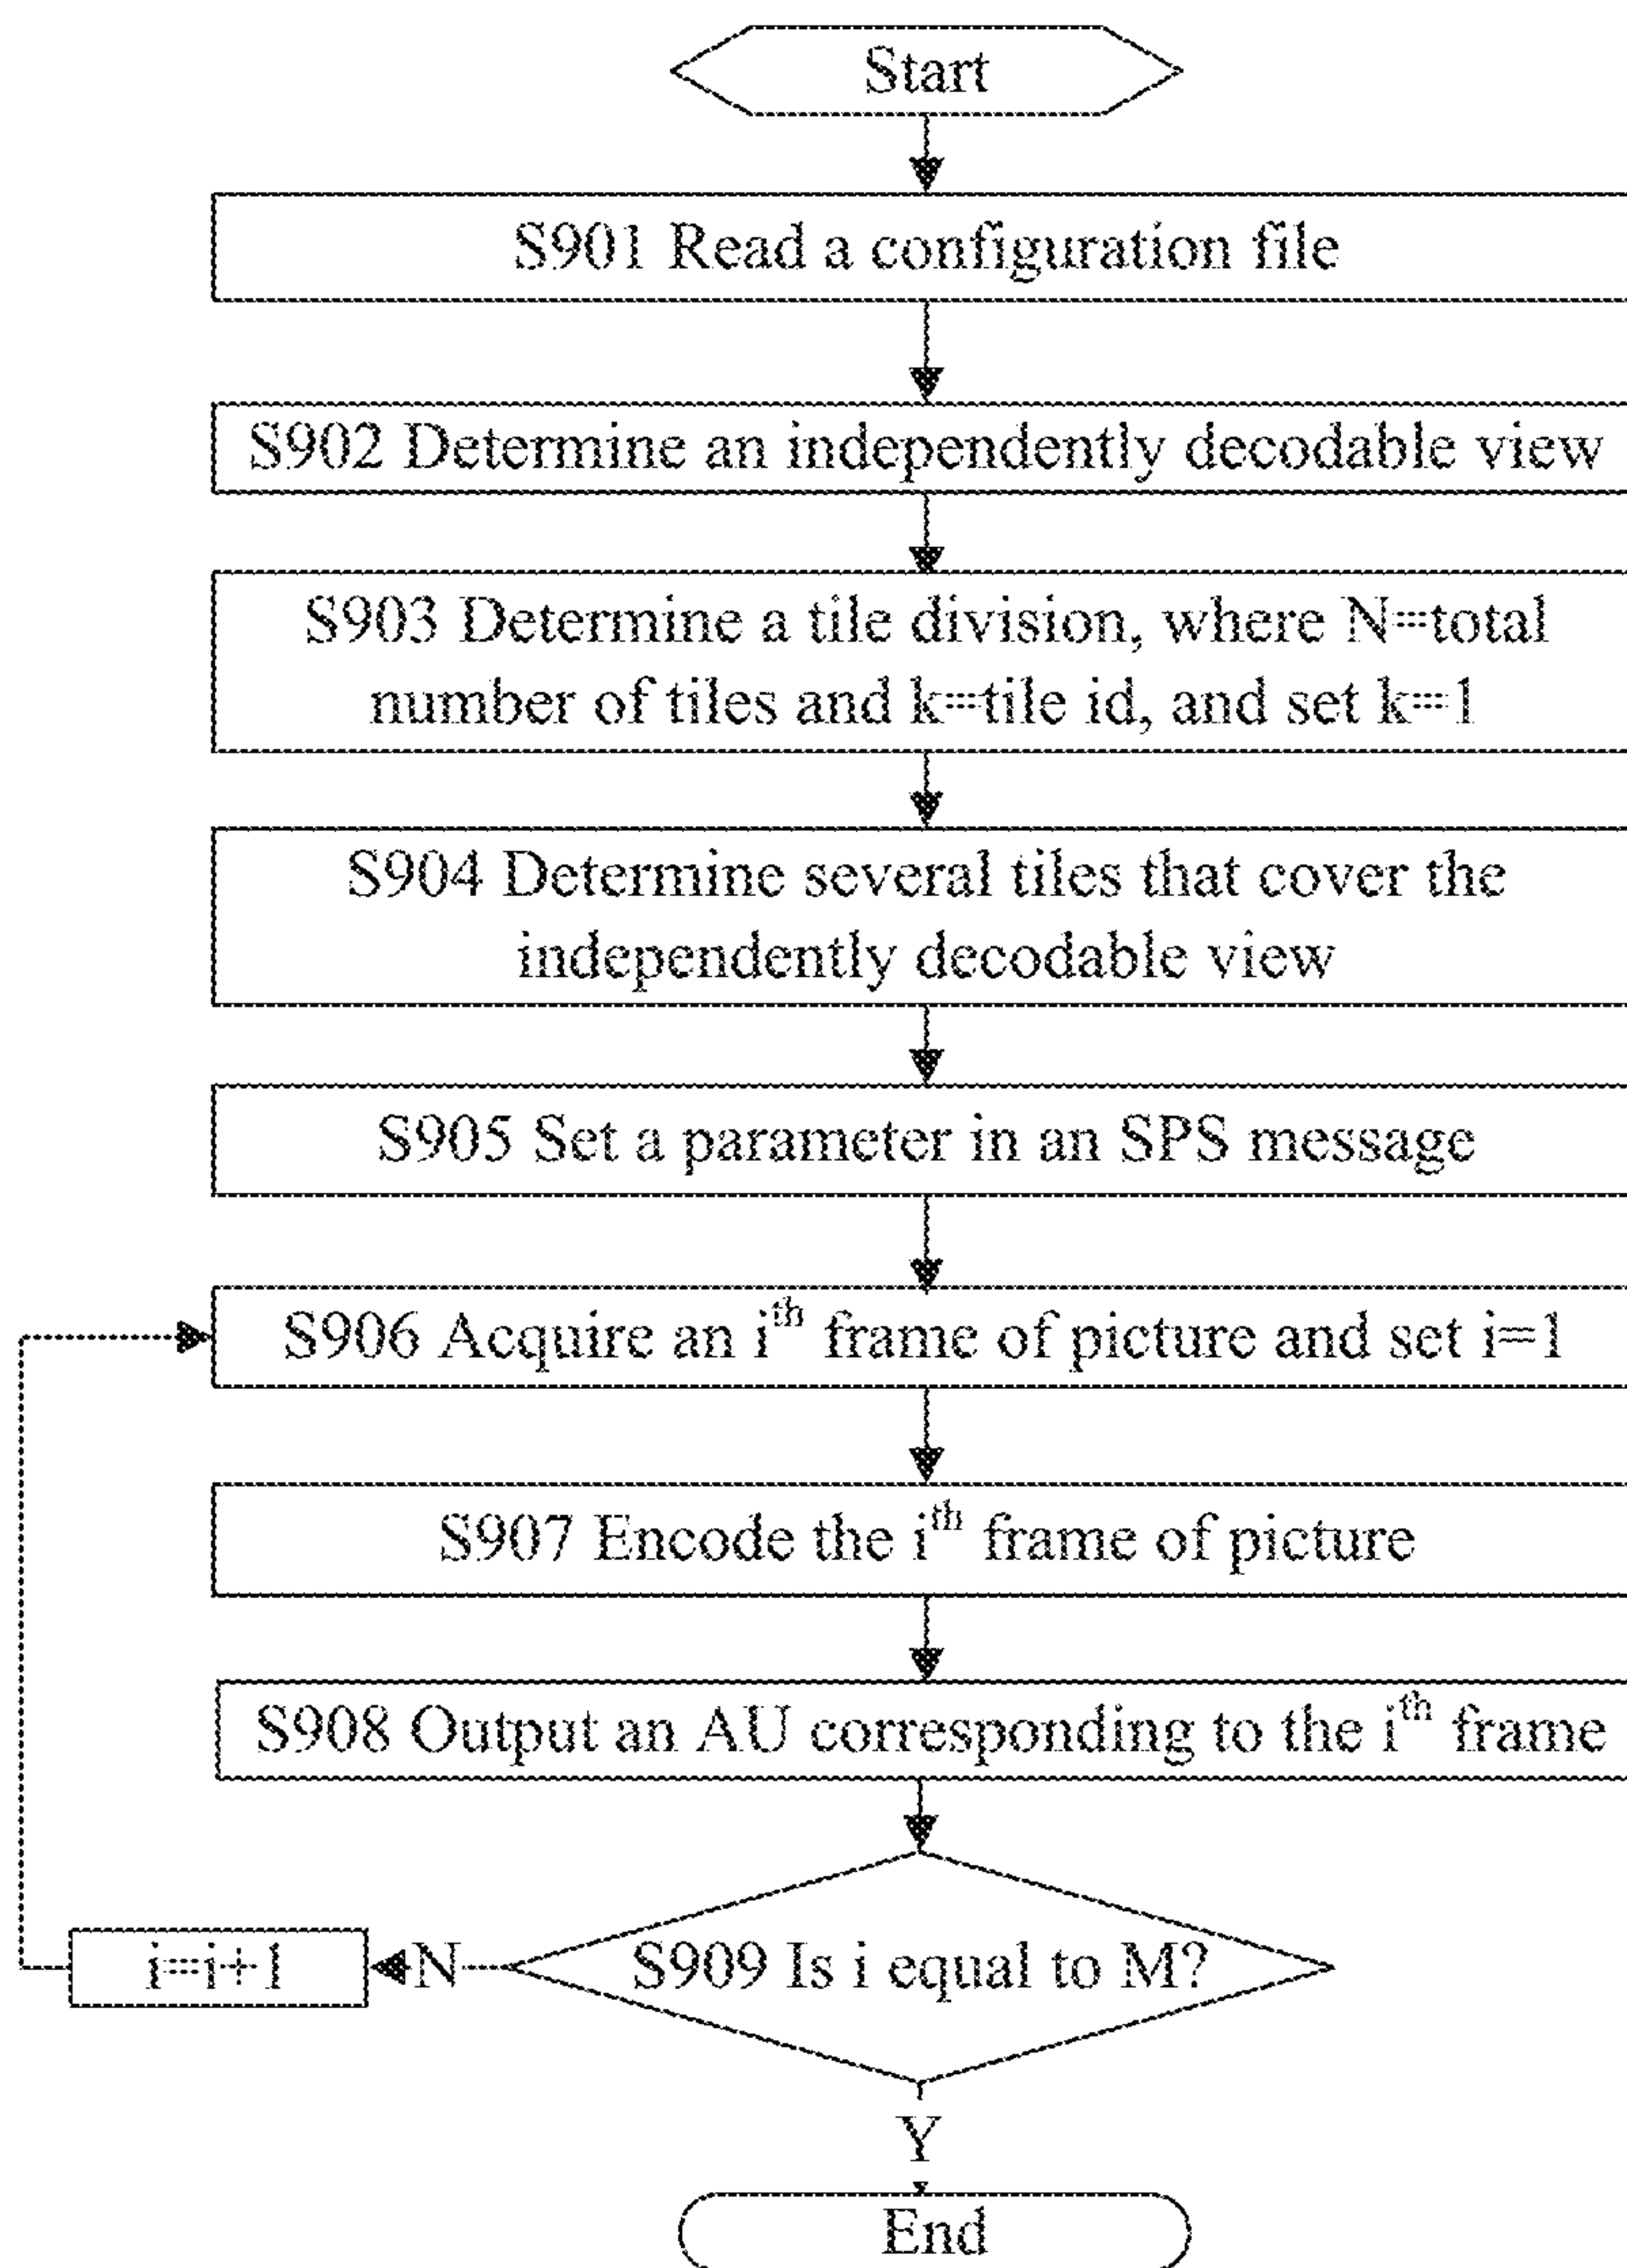 Start
S901 Read a configuration file
S902 Determine an independently decodable view
S903 Determine a tile division, where N=total
number of tiles and k=tile id, and set k=1
S904 Determine several tiles that cover the
independently decodable view
S905 Set a parameter in an SPS message
S906 Acquire an ith frame of picture and set i=1
S907 Encode the ith frame of picture
S908 Output an AU corresponding to the ith frame
i=i+1
N
S909 Is i equal to M?
Y
End